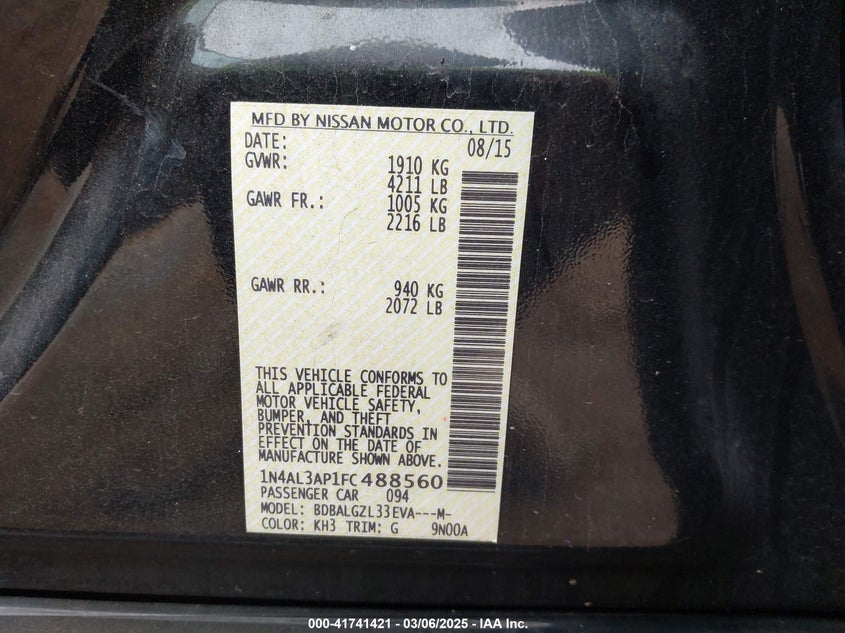 MFD BY NISSAN MOTOR CO., LTD.
DATE: 08/15
GVWR: 1910 KG
4211 LB
GAWR FR.: 1005 KG
2216 LB
GAWR RR.: 940 KG
2072 LB
THIS VEHICLE CONFORMS TO
ALL APPLICABLE FEDERAL
MOTOR VEHICLE SAFETY,
BUMPER, AND THEFT
PREVENTION STANDARDS IN
EFFECT ON THE DATE OF
MANUFACTURE SHOWN ABOVE.
1N4AL3AP1FC488560
PASSENGER CAR 094
MODEL: BDBALGZL33EVA---M-
COLOR: KH3 TRIM: G 9N00A
000-41741421 - 03/06/2025 - IAA Inc.